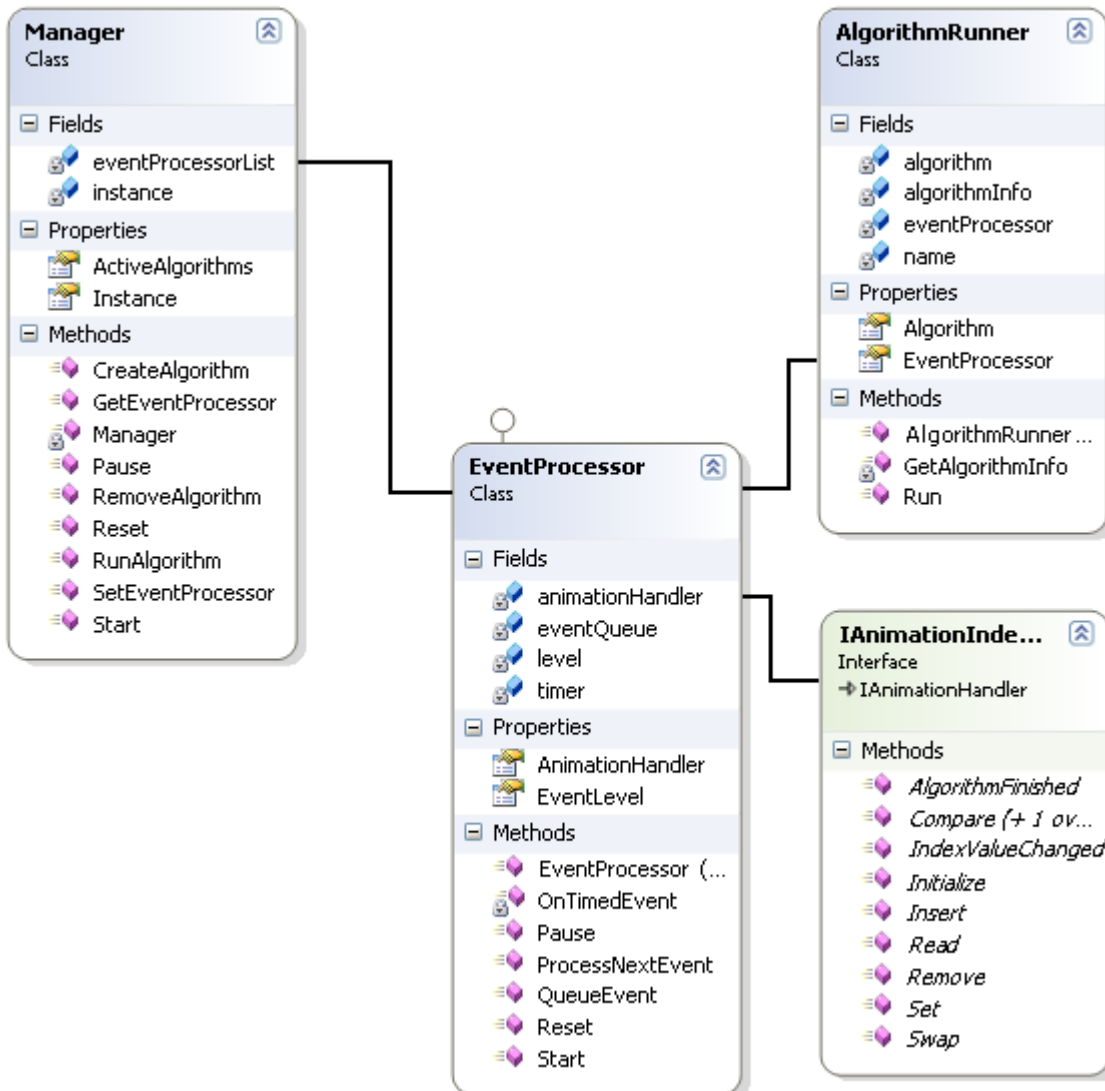 Manager
Class
Fields
eventProcessorList
instance
Properties
ActiveAlgorithms
Instance
Methods
CreateAlgorithm
GetEventProcessor
Manager
Pause
RemoveAlgorithm
Reset
RunAlgorithm
SetEventProcessor
Start
EventProcessor
Class
Fields
animationHandler
eventQueue
level
timer
Properties
AnimationHandler
EventLevel
Methods
EventProcessor (...
OnTimedEvent
Pause
ProcessNextEvent
QueueEvent
Reset
Start
AlgorithmRunner
Class
Fields
algorithm
algorithmInfo
eventProcessor
name
Properties
Algorithm
EventProcessor
Methods
AlgorithmRunner ...
GetAlgorithmInfo
Run
IAnimationInde...
Interface
IAnimationHandler
Methods
AlgorithmFinished
Compare (+ 1 ov...
IndexValueChanged
Initialize
Insert
Read
Remove
Set
Swap